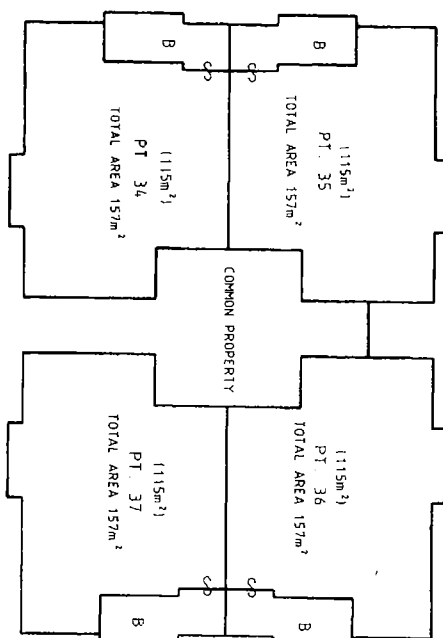 B
B
(115m²)
PT. 34
TOTAL AREA 157m²
(115m²)
PT. 35
TOTAL AREA 157m²
COMMON PROPERTY
(115m²)
PT. 37
TOTAL AREA 157m²
(115m²)
PT. 36
TOTAL AREA 157m²
B
B